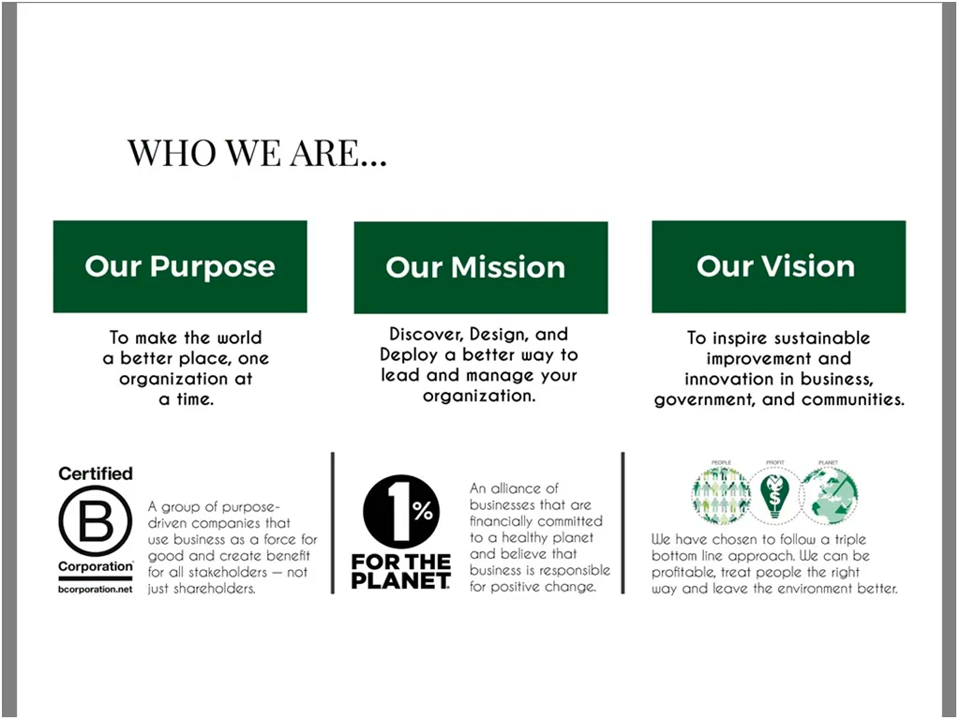 WHO WE ARE...
Our Purpose
To make the world
a better place, one
organization at
a time.
Our Mission
Discover, Design, and
Deploy a better way to
lead and manage your
organization.
Our Vision
To inspire sustainable
improvement and
innovation in business,
government, and communities.
Certified
B
Corporation
bcorporation.net
A group of purpose-
driven companies that
use business as a force for
good and create benefit
for all stakeholders — not
just shareholders.
1%
FOR THE
PLANET
An alliance of
businesses that are
financially committed
to a healthy planet
and believe that
business is responsible
for positive change.
PEOPLE
PROFIT
PLANET
$
We have chosen to follow a triple
bottom line approach. We can be
profitable, treat people the right
way and leave the environment better.